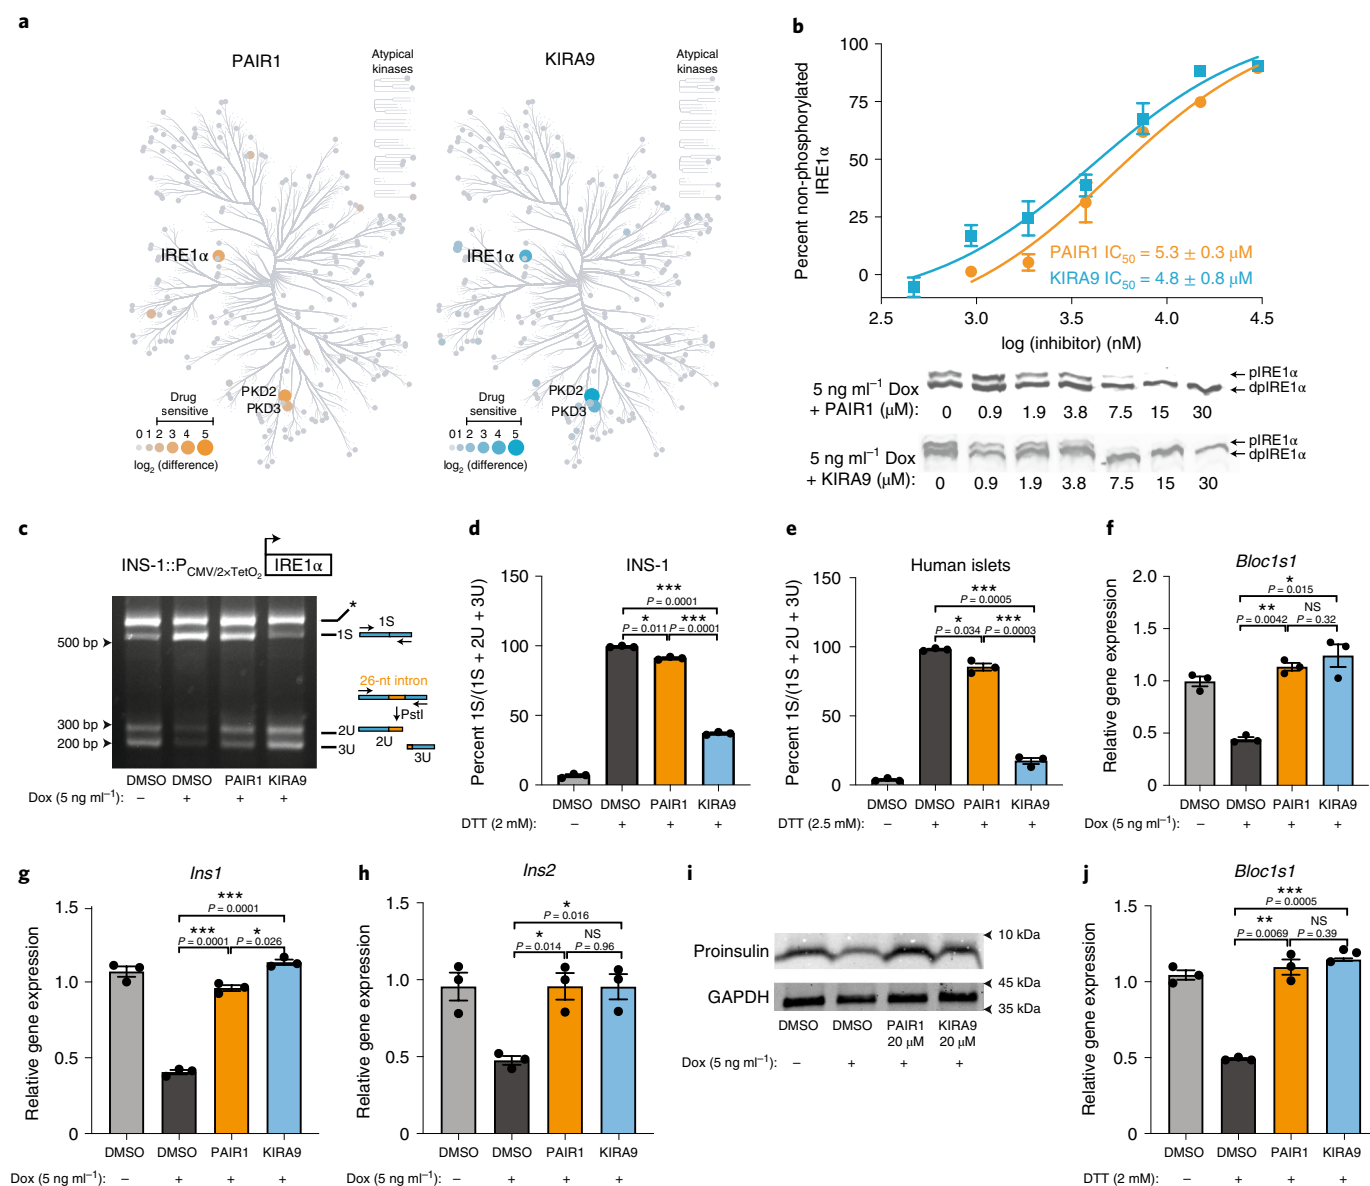 a
PAIR1
Atypical
kinases
IRE1α
PKD2
PKD3
Drug
sensitive
0 1 2 3 4 5
log2 (difference)
KIRA9
Atypical
kinases
IRE1α
PKD2
PKD3
Drug
sensitive
0 1 2 3 4 5
log2 (difference)
b
Percent non-phosphorylated
IRE1α
100
75
50
25
0
PAIR1 IC50 = 5.3 ± 0.3 μM
KIRA9 IC50 = 4.8 ± 0.8 μM
2.5 3.0 3.5 4.0 4.5
log (inhibitor) (nM)
5 ng ml−1 Dox
+ PAIR1 (μM):
pIRE1α
dpIRE1α
0 0.9 1.9 3.8 7.5 15 30
5 ng ml−1 Dox
+ KIRA9 (μM):
pIRE1α
dpIRE1α
0 0.9 1.9 3.8 7.5 15 30
c
INS-1::PCMV/2×TetO2 IRE1α
*
1S
1S
500 bp
26-nt intron
PstI
300 bp
200 bp
2U
3U
2U
3U
DMSO DMSO PAIR1 KIRA9
Dox (5 ng ml−1): − + + +
d
INS-1
Percent 1S/(1S + 2U + 3U)
150
100
50
0
***
P = 0.0001
* ***
P = 0.011 P = 0.0001
DMSO DMSO PAIR1 KIRA9
DTT (2 mM): − + + +
e
Human islets
Percent 1S/(1S + 2U + 3U)
150
100
50
0
***
P = 0.0005
* ***
P = 0.034 P = 0.0003
DMSO DMSO PAIR1 KIRA9
DTT (2.5 mM): − + + +
f
Bloc1s1
Relative gene expression
2.0
1.5
1.0
0.5
0
*
P = 0.015
** NS
P = 0.0042 P = 0.32
DMSO DMSO PAIR1 KIRA9
Dox (5 ng ml−1): − + + +
g
Ins1
Relative gene expression
1.5
1.0
0.5
0
***
P = 0.0001
*** *
P = 0.0001 P = 0.026
DMSO DMSO PAIR1 KIRA9
Dox (5 ng ml−1): − + + +
h
Ins2
Relative gene expression
1.5
1.0
0.5
0
*
P = 0.016
* NS
P = 0.014 P = 0.96
DMSO DMSO PAIR1 KIRA9
Dox (5 ng ml−1): − + + +
i
10 kDa
Proinsulin
45 kDa
GAPDH
35 kDa
DMSO DMSO PAIR1 KIRA9
20 μM 20 μM
Dox (5 ng ml−1): − + + +
j
Bloc1s1
Relative gene expression
1.5
1.0
0.5
0
***
P = 0.0005
** NS
P = 0.0069 P = 0.39
DMSO DMSO PAIR1 KIRA9
DTT (2 mM): − + + +